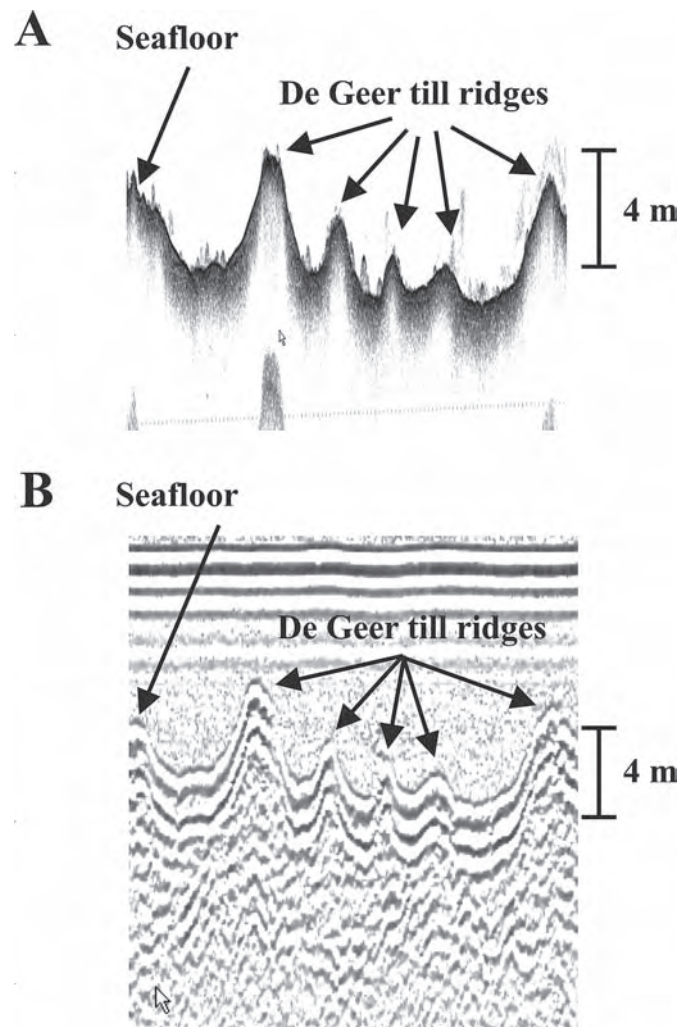 A
Seafloor
De Geer till ridges
4 m
B
Seafloor
De Geer till ridges
4 m